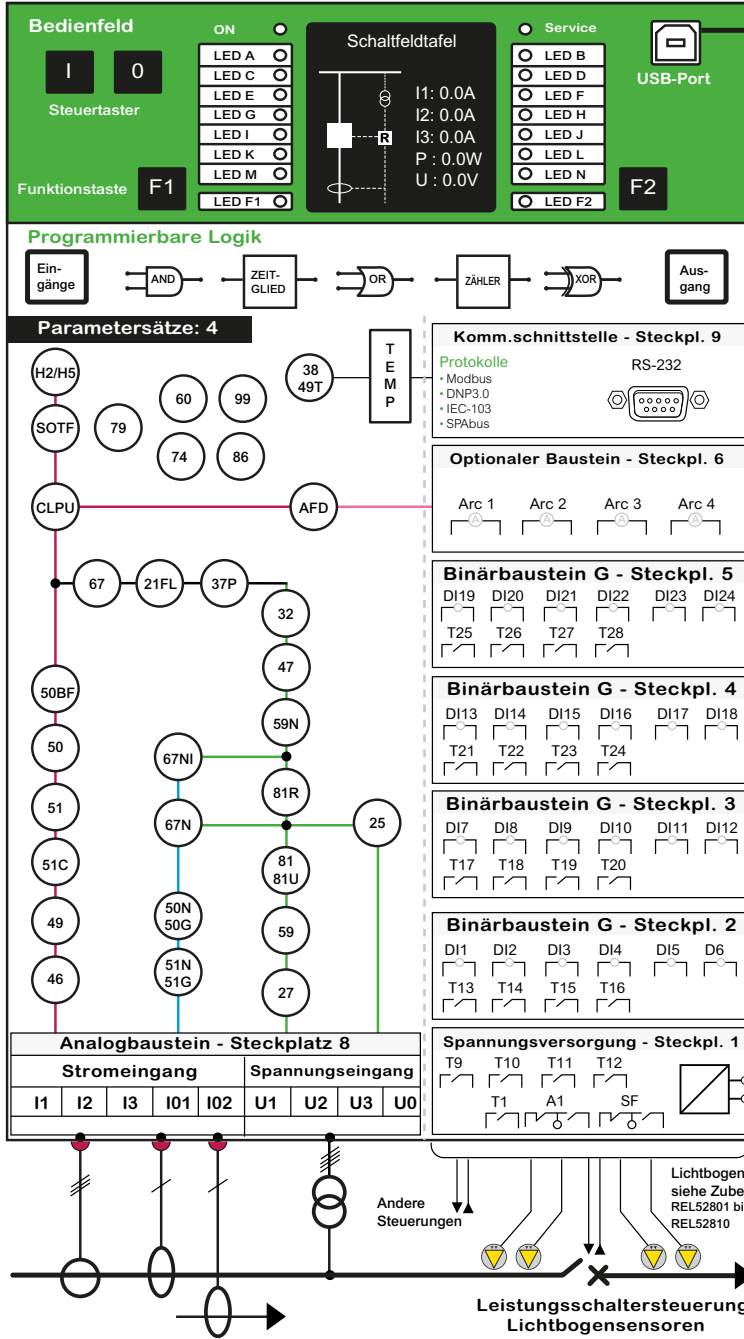 Bedienfeld
ON
Service
I
0
Steuertaster
LED A
LED C
LED E
LED G
LED I
LED K
LED M
LED F1
Schaltfeldtafel
R
I1: 0.0A
I2: 0.0A
I3: 0.0A
P : 0.0W
U : 0.0V
LED B
LED D
LED F
LED H
LED J
LED L
LED N
LED F2
USB-Port
Funktionstaste
F1
F2
Programmierbare Logik
Ein-
gänge
AND
ZEIT-
GLIED
OR
ZÄHLER
XOR
Aus-
gang
Parametersätze: 4
H2/H5
SOTF
79
60
99
74
86
38
49T
T
E
M
P
CLPU
AFD
67
21FL
37P
32
47
59N
50BF
50
51
51C
49
46
67NI
67N
81R
25
81
81U
50N
50G
51N
51G
59
27
Komm.schnittstelle - Steckpl. 9
Protokolle
• Modbus
• DNP3.0
• IEC-103
• SPAbus
RS-232
Optionaler Baustein - Steckpl. 6
Arc 1 Arc 2 Arc 3 Arc 4
A A A A
Binärbaustein G - Steckpl. 5
DI19 DI20 DI21 DI22 DI23 DI24
T25 T26 T27 T28
Binärbaustein G - Steckpl. 4
DI13 DI14 DI15 DI16 DI17 DI18
T21 T22 T23 T24
Binärbaustein G - Steckpl. 3
DI7 DI8 DI9 DI10 DI11 DI12
T17 T18 T19 T20
Binärbaustein G - Steckpl. 2
DI1 DI2 DI3 DI4 DI5 D6
T13 T14 T15 T16
Spannungsversorgung - Steckpl. 1
T9 T10 T11 T12
T1 A1 SF
Analogbaustein - Steckplatz 8
Stromeingang Spannungseingang
I1 I2 I3 I01 I02 U1 U2 U3 U0
Andere
Steuerungen
Lichtbogen
siehe Zube
REL52801 bi
REL52810
Leistungsschaltersteuerung
Lichtbogensensoren